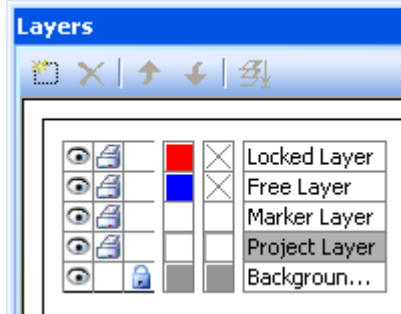 Layers
Locked Layer
Free Layer
Marker Layer
Project Layer
Backgroun...